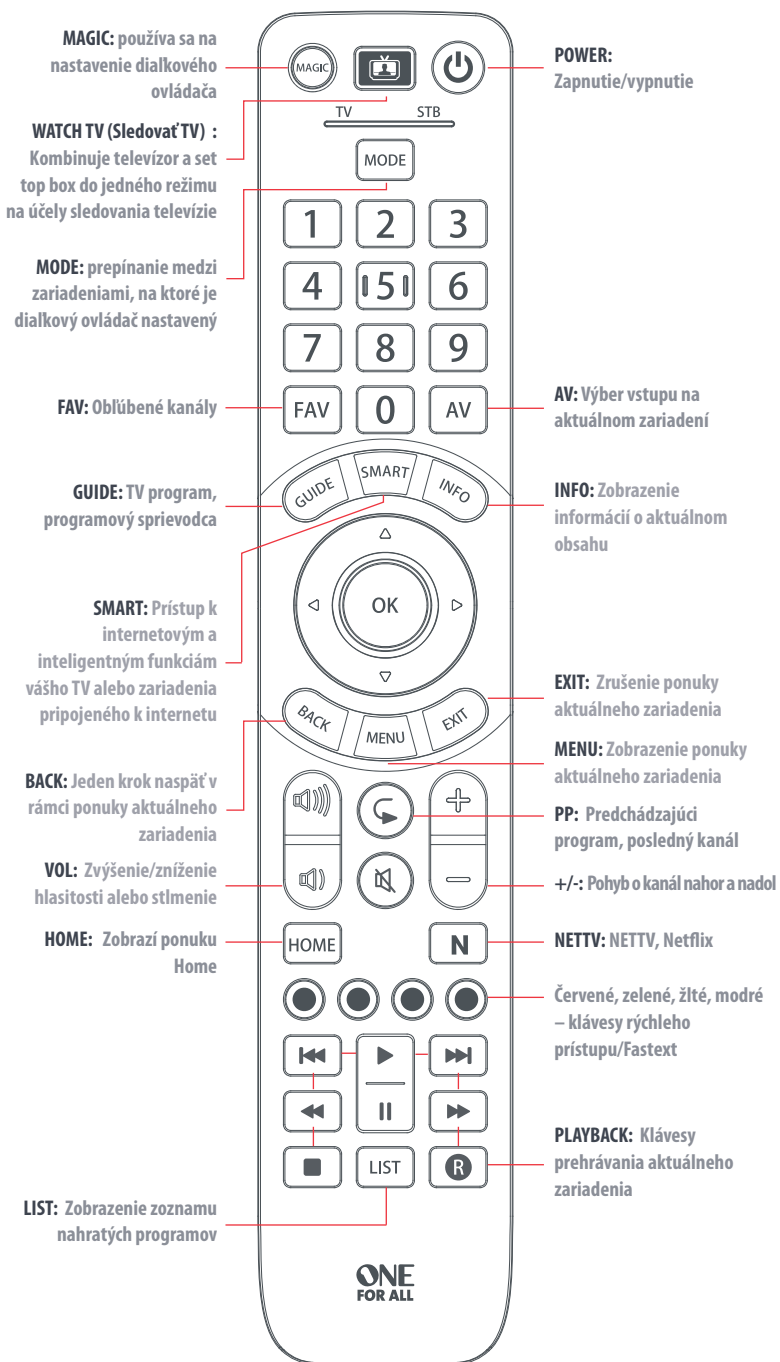 MAGIC: používa sa na
nastavenie diaľkového
ovládača
WATCH TV (Sledovať TV) :
Kombinuje televízor a set
top box do jedného režimu
na účely sledovania televízie
MODE: prepínanie medzi
zariadeniami, na ktoré je
diaľkový ovládač nastavený
FAV: Obľúbené kanály
GUIDE: TV program,
programový sprievodca
SMART: Prístup k
internetovým a
inteligentným funkciám
vášho TV alebo zariadenia
pripojeného k internetu
BACK: Jeden krok naspäť v
rámci ponuky aktuálneho
zariadenia
VOL: Zvýšenie/zníženie
hlasitosti alebo stlmenie
HOME: Zobrazí ponuku
Home
LIST: Zobrazenie zoznamu
nahratých programov
MAGIC
TV STB
MODE
1 2 3
4 5 6
7 8 9
FAV 0 AV
GUIDE SMART INFO
OK
BACK MENU EXIT
HOME N
LIST R
ONE
FOR ALL
POWER:
Zapnutie/vypnutie
AV: Výber vstupu na
aktuálnom zariadení
INFO: Zobrazenie
informácií o aktuálnom
obsahu
EXIT: Zrušenie ponuky
aktuálneho zariadenia
MENU: Zobrazenie ponuky
aktuálneho zariadenia
PP: Predchádzajúci
program, posledný kanál
+/-: Pohyb o kanál nahor a nadol
NETTV: NETTV, Netflix
Červené, zelené, žlté, modré
– klávesy rýchleho
prístupu/Fastext
PLAYBACK: Klávesy
prehrávania aktuálneho
zariadenia